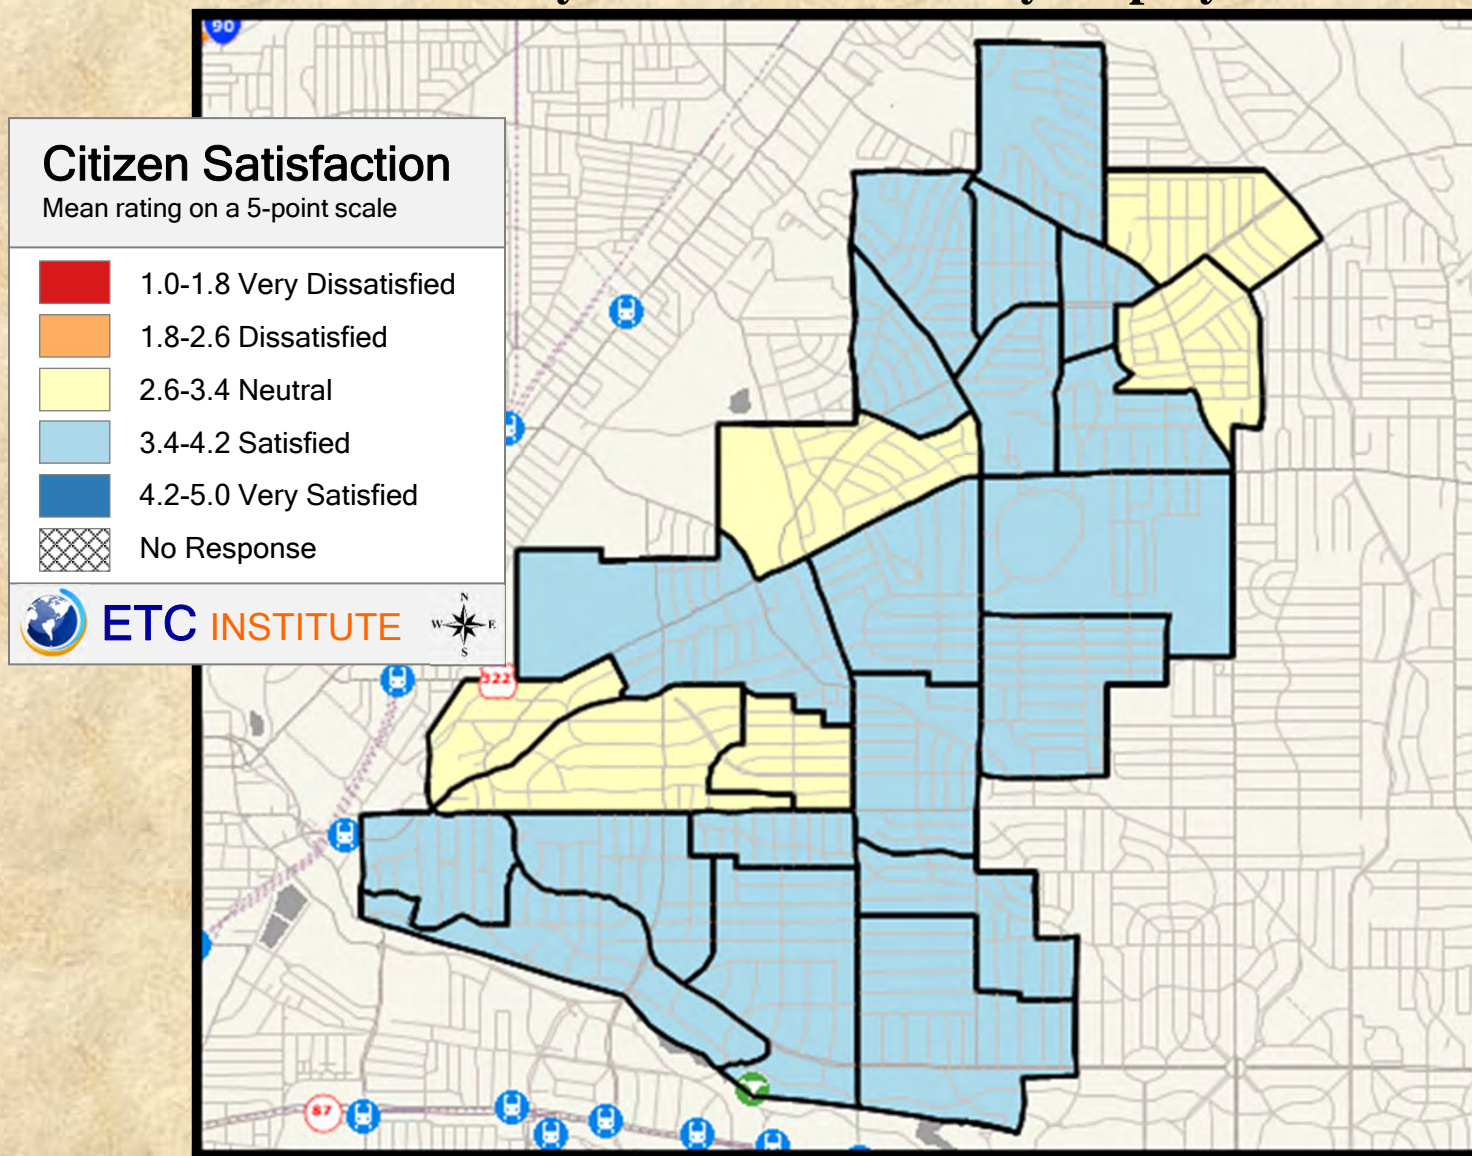 90
Citizen Satisfaction
Mean rating on a 5-point scale
1.0-1.8 Very Dissatisfied
1.8-2.6 Dissatisfied
2.6-3.4 Neutral
3.4-4.2 Satisfied
4.2-5.0 Very Satisfied
No Response
ETC INSTITUTE
N
W E
S
322
87